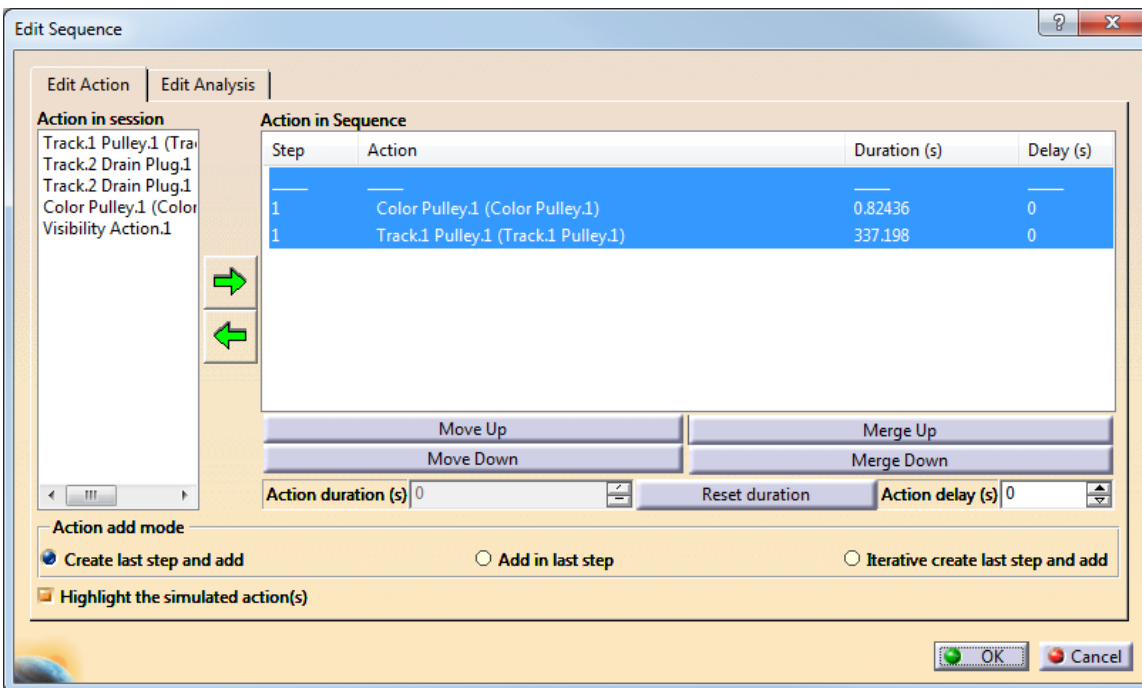 Edit Sequence
Edit Action Edit Analysis
Action in session
Track.1 Pulley.1 (Tra
Track.2 Drain Plug.1
Track.2 Drain Plug.1
Color Pulley.1 (Color
Visibility Action.1
Action in Sequence
Step Action Duration (s) Delay (s)
1 Color Pulley.1 (Color Pulley.1) 0.82436 0
1 Track.1 Pulley.1 (Track.1 Pulley.1) 337.198 0
Move Up Merge Up
Move Down Merge Down
Action duration (s) 0 Reset duration Action delay (s) 0
Action add mode
Create last step and add Add in last step Iterative create last step and add
Highlight the simulated action(s)
OK Cancel